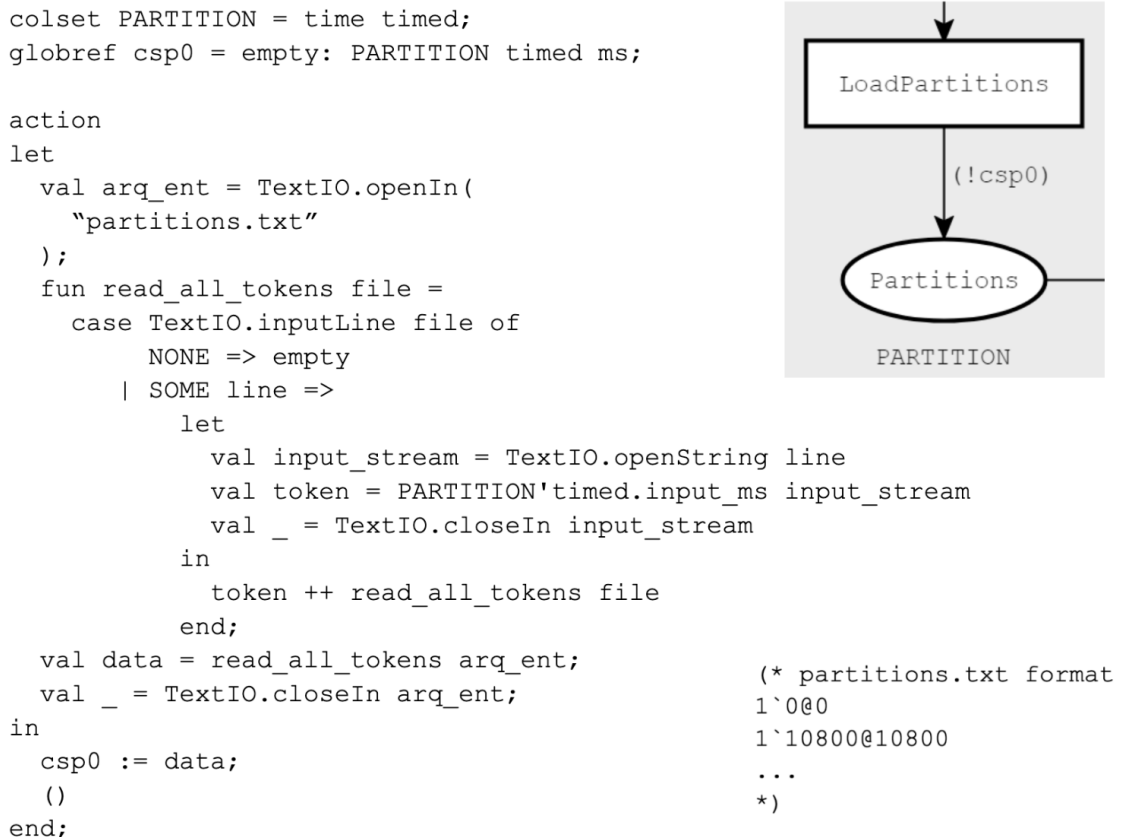 colset PARTITION = time timed;
globref csp0 = empty: PARTITION timed ms;
action
let
  val arq_ent = TextIO.openIn(
    “partitions.txt”
  );
  fun read_all_tokens file =
    case TextIO.inputLine file of
         NONE => empty
       | SOME line =>
           let
             val input_stream = TextIO.openString line
             val token = PARTITION'timed.input_ms input_stream
             val _ = TextIO.closeIn input_stream
           in
             token ++ read_all_tokens file
           end;
  val data = read_all_tokens arq_ent;
  val _ = TextIO.closeIn arq_ent;
in
  csp0 := data;
  ()
end;
LoadPartitions
(!csp0)
Partitions
PARTITION
(* partitions.txt format
1`0@0
1`10800@10800
...
*)